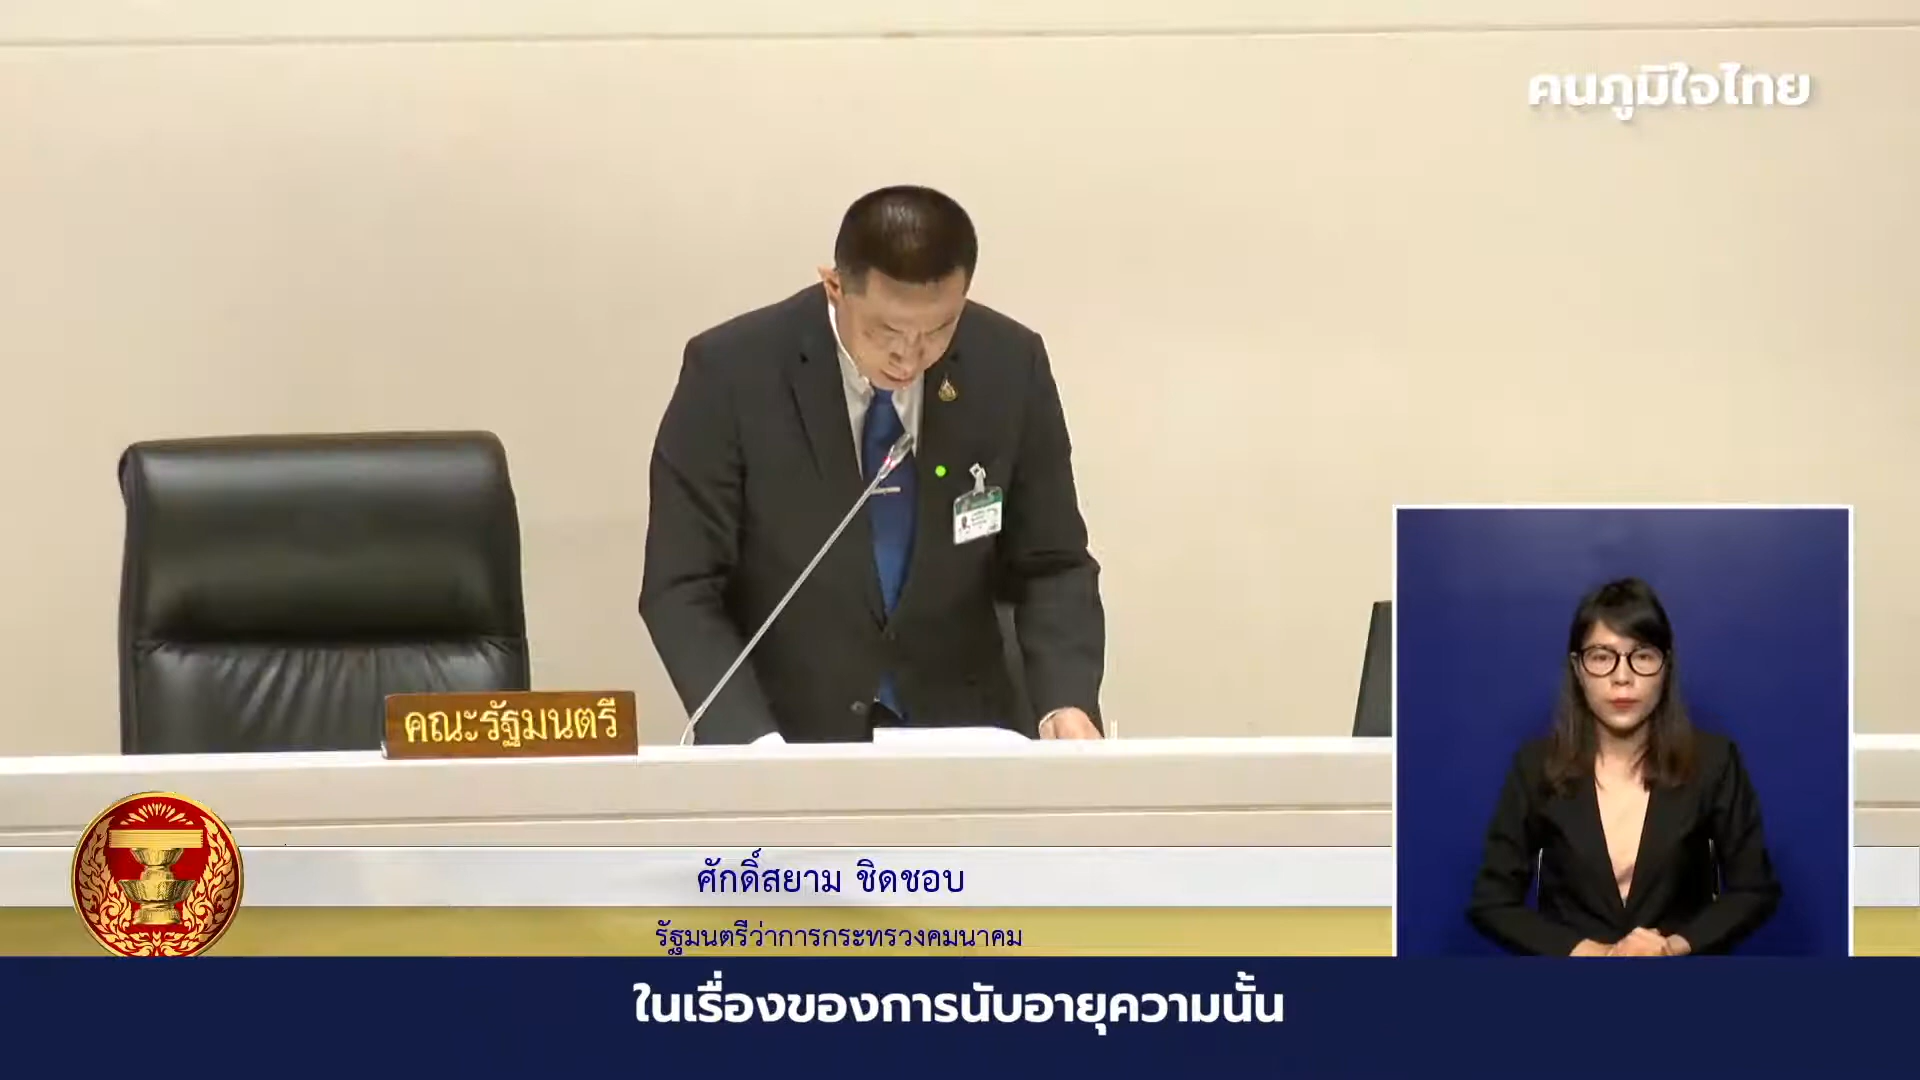 คนภูมิใจไทย
คณะรัฐมนตรี
ศักดิ์สยาม ชิดชอบ
รัฐมนตรีว่าการกระทรวงคมนาคม
ในเรื่องของการนับอายุความนั้น